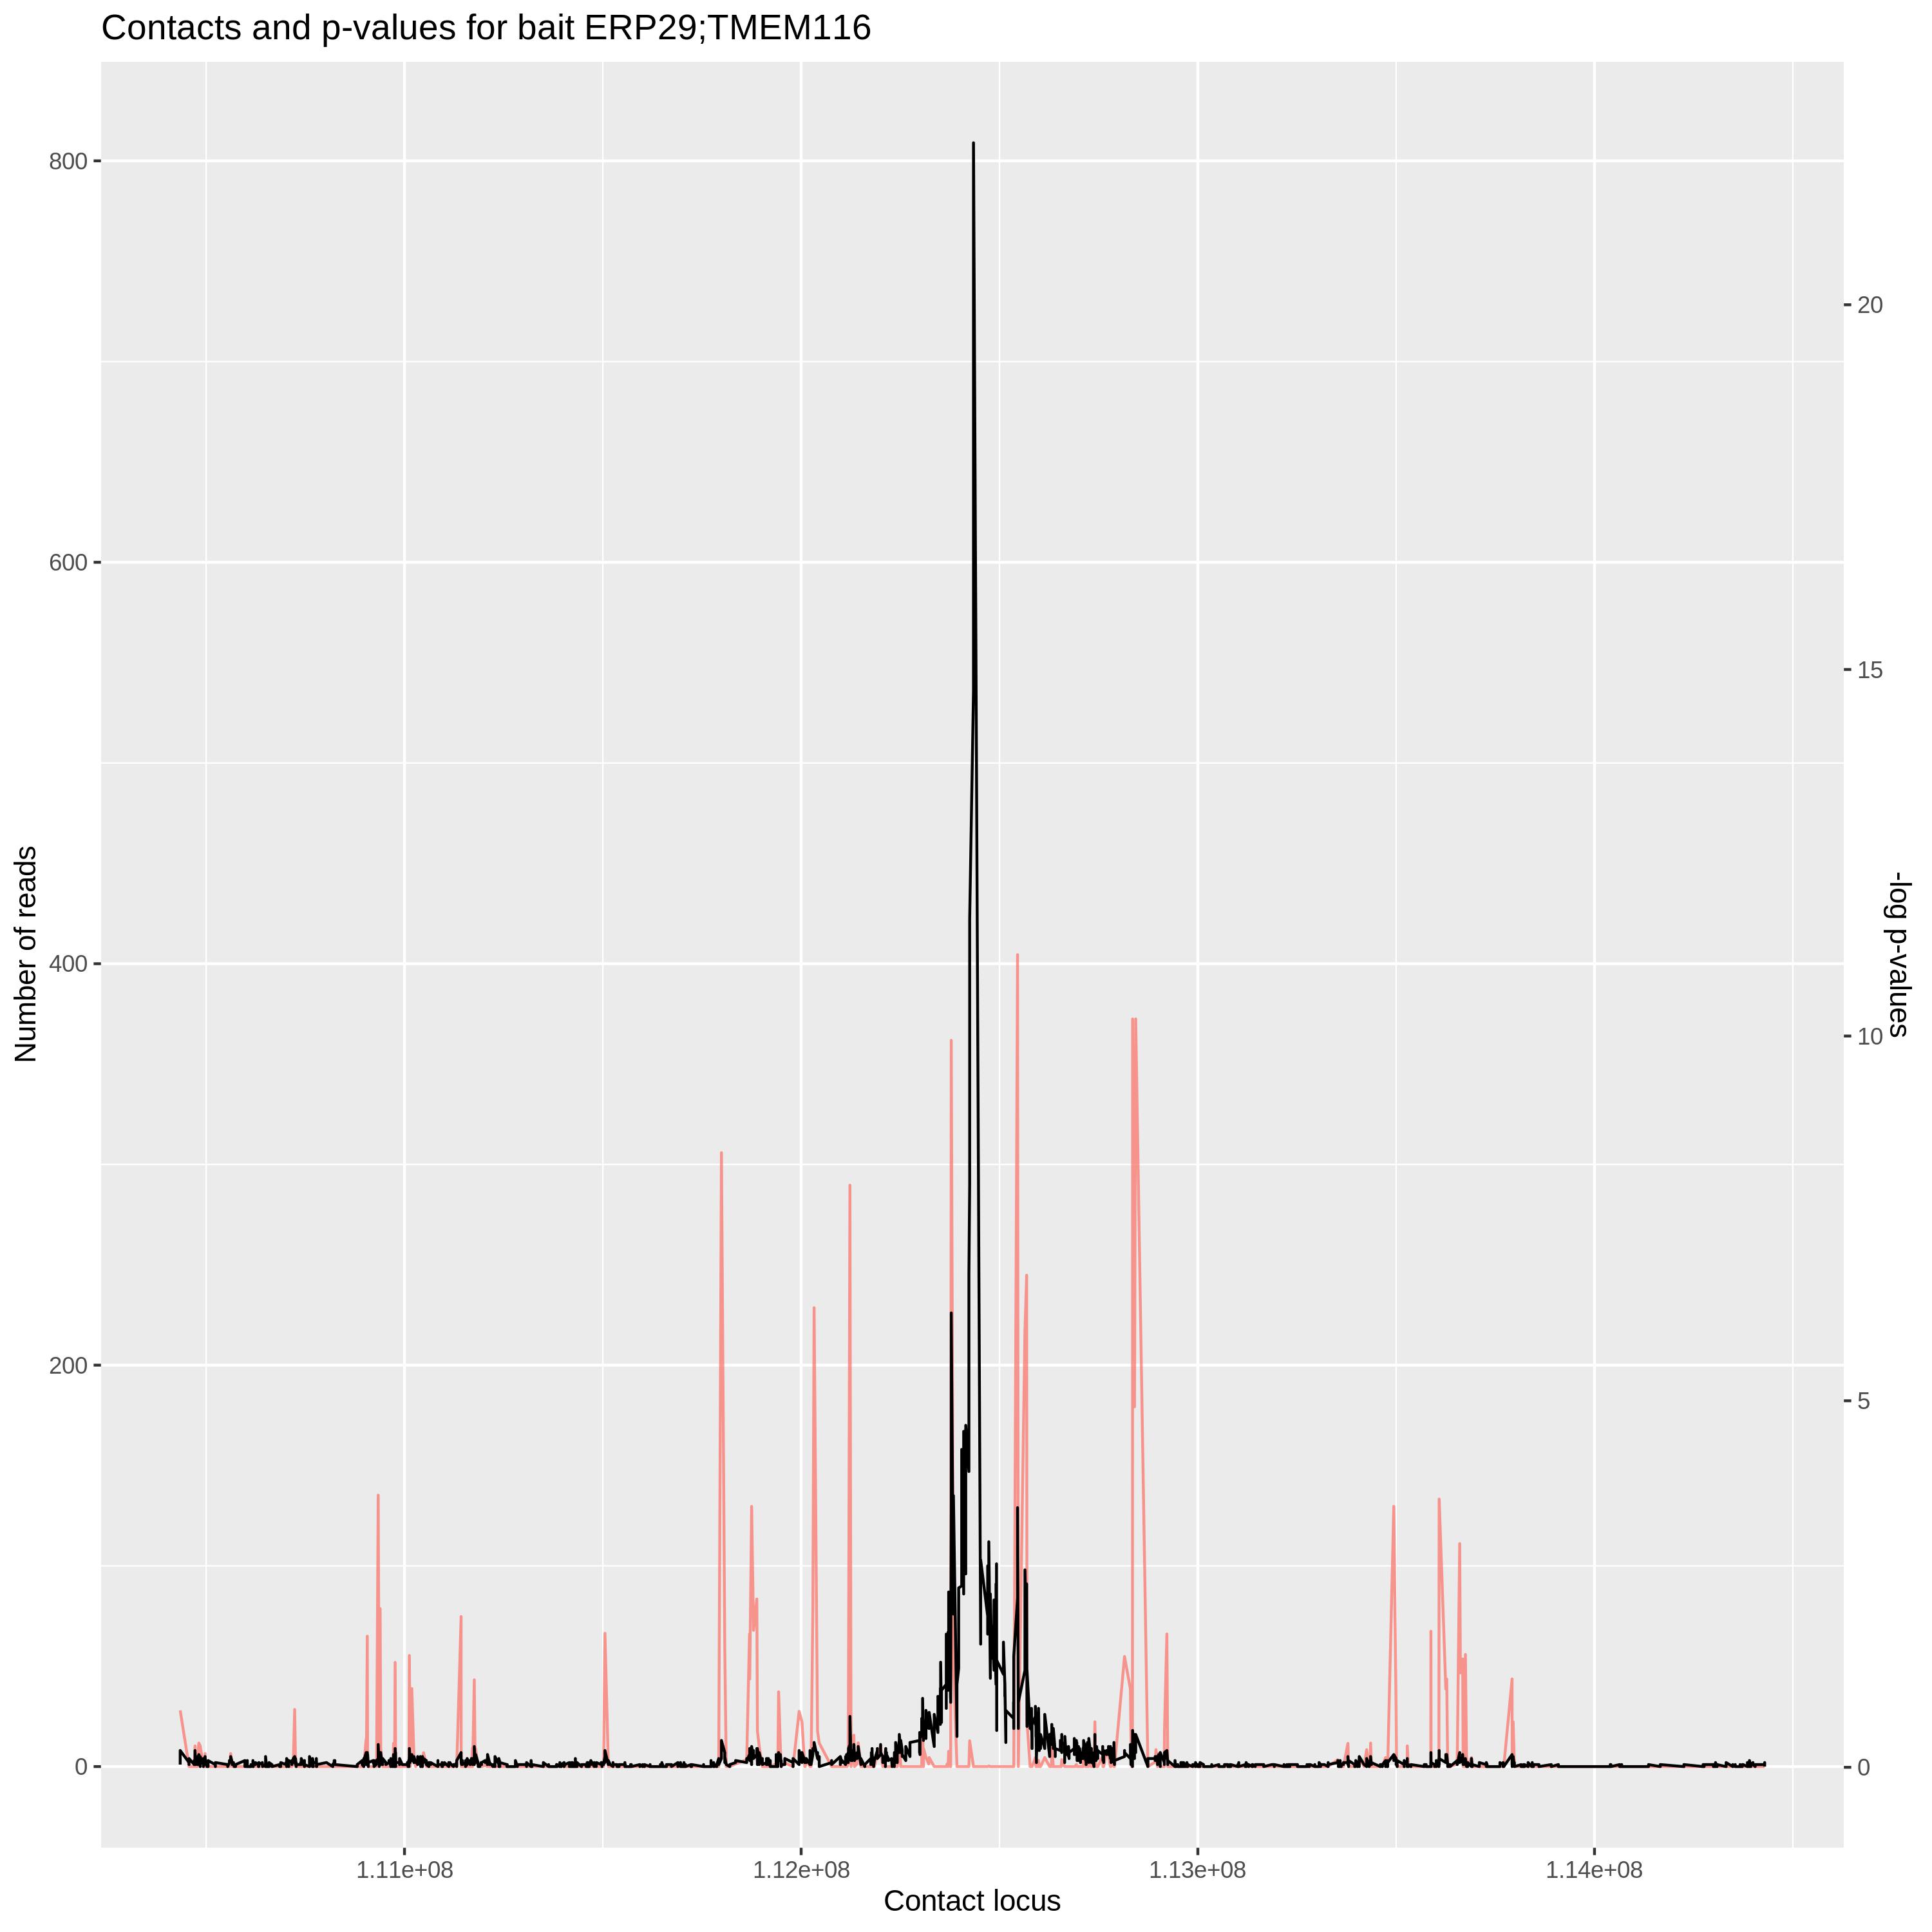 Contacts and p-values for bait ERP29;TMEM116
800
600
400
200
0
Number of reads
20
15
10
5
0
-log p-values
1.11e+08
1.12e+08
1.13e+08
1.14e+08
Contact locus